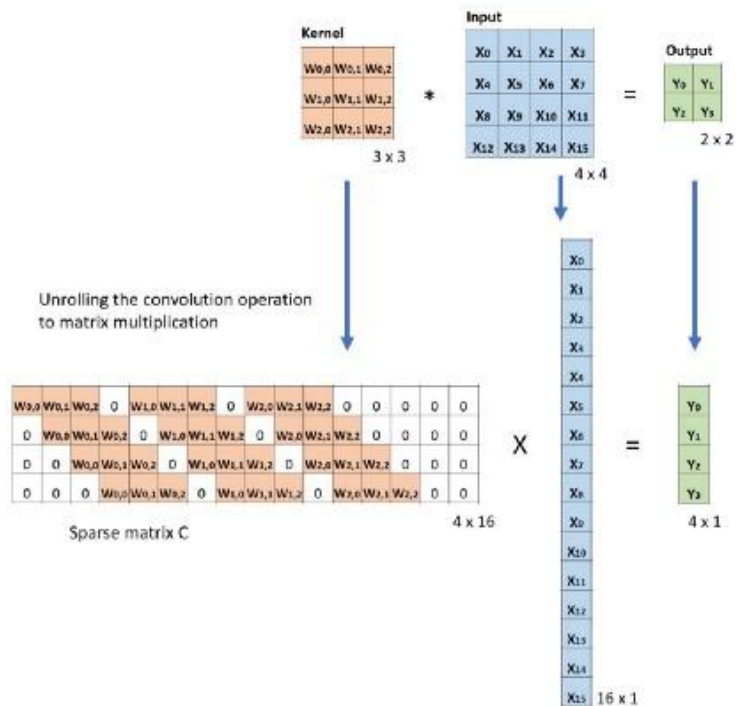 Kernel
W0,0 W0,1 W0,2
W1,0 W1,1 W1,2
W2,0 W2,1 W2,2
3 x 3
*
Input
X0 X1 X2 X3
X4 X5 X6 X7
X8 X9 X10 X11
X12 X13 X14 X15
4 x 4
=
Output
Y0 Y1
Y2 Y3
2 x 2
Unrolling the convolution operation
to matrix multiplication
W0,0 W0,1 W0,2 0 W1,0 W1,1 W1,2 0 W2,0 W2,1 W2,2 0 0 0 0 0
0 W0,0 W0,1 W0,2 0 W1,0 W1,1 W1,2 0 W2,0 W2,1 W2,2 0 0 0 0
0 0 W0,0 W0,1 W0,2 0 W1,0 W1,1 W1,2 0 W2,0 W2,1 W2,2 0 0 0
0 0 0 W0,0 W0,1 W0,2 0 W1,0 W1,1 W1,2 0 W2,0 W2,1 W2,2 0 0
Sparse matrix C
4 x 16
X
X0
X1
X2
X3
X4
X5
X6
X7
X8
X9
X10
X11
X12
X13
X14
X15
16 x 1
=
Y0
Y1
Y2
Y3
4 x 1